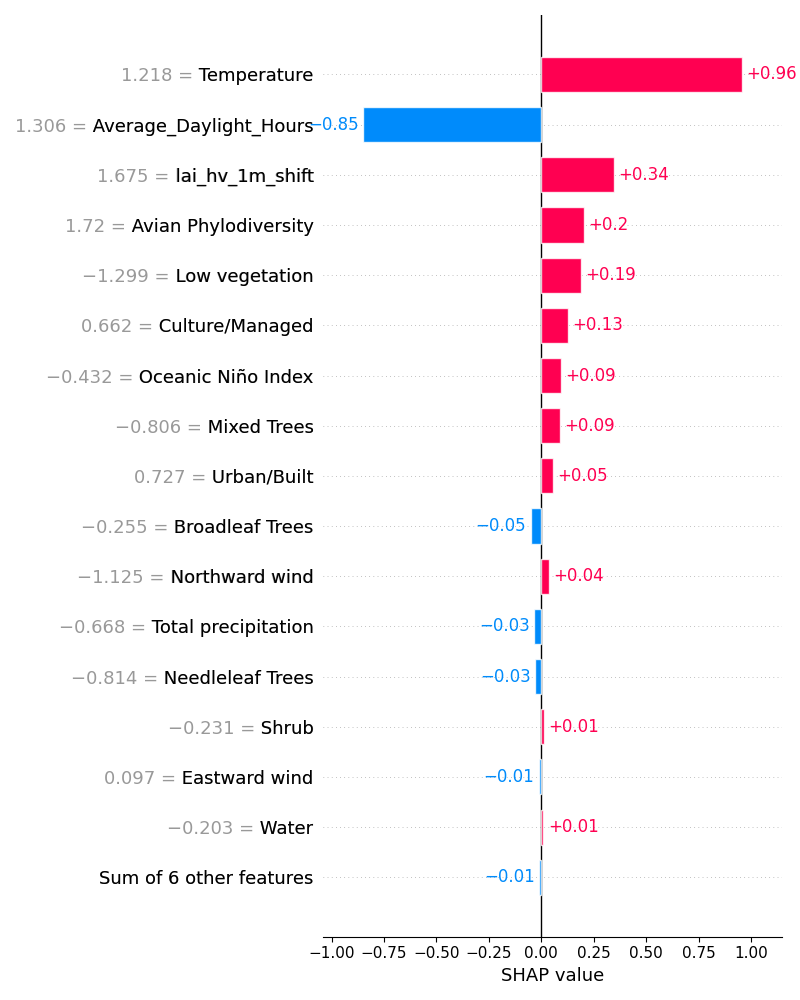 1.218 = Temperature +0.96
1.306 = Average_Daylight_Hours −0.85
1.675 = lai_hv_1m_shift +0.34
1.72 = Avian Phylodiversity +0.2
−1.299 = Low vegetation +0.19
0.662 = Culture/Managed +0.13
−0.432 = Oceanic Niño Index +0.09
−0.806 = Mixed Trees +0.09
0.727 = Urban/Built +0.05
−0.255 = Broadleaf Trees −0.05
−1.125 = Northward wind +0.04
−0.668 = Total precipitation −0.03
−0.814 = Needleleaf Trees −0.03
−0.231 = Shrub +0.01
0.097 = Eastward wind −0.01
−0.203 = Water +0.01
Sum of 6 other features −0.01
−1.00 −0.75 −0.50 −0.25 0.00 0.25 0.50 0.75 1.00
SHAP value